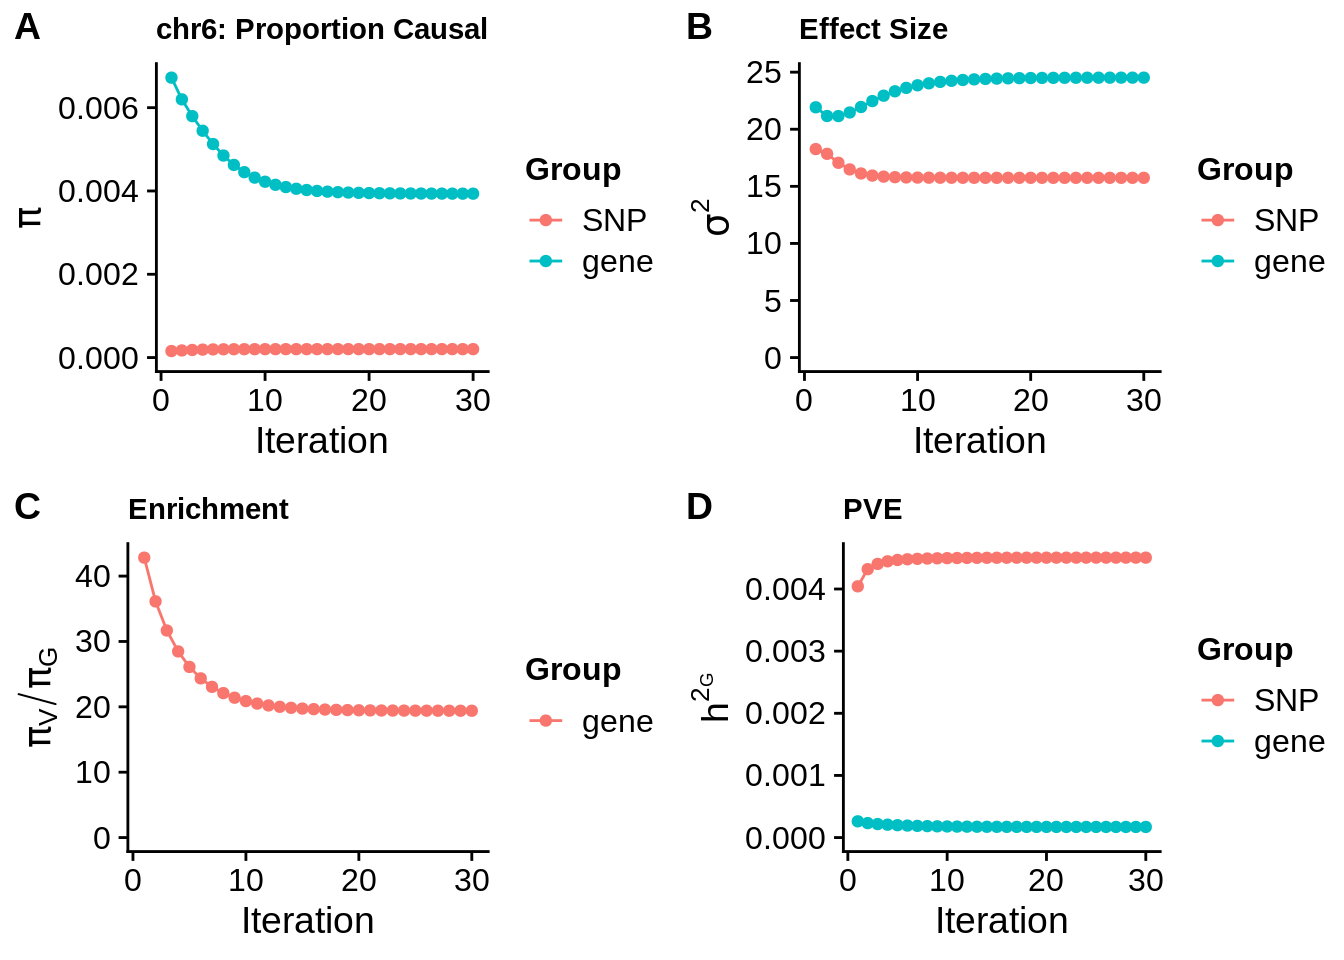 A
chr6: Proportion Causal
0.006
0.004
0.002
0.000
π
0 10 20 30
Iteration
Group
SNP
gene
B
Effect Size
25
20
15
10
5
0
σ²
0 10 20 30
Iteration
Group
SNP
gene
C
Enrichment
40
30
20
10
0
πV/πG
0 10 20 30
Iteration
Group
gene
D
PVE
0.004
0.003
0.002
0.001
0.000
h²G
0 10 20 30
Iteration
Group
SNP
gene